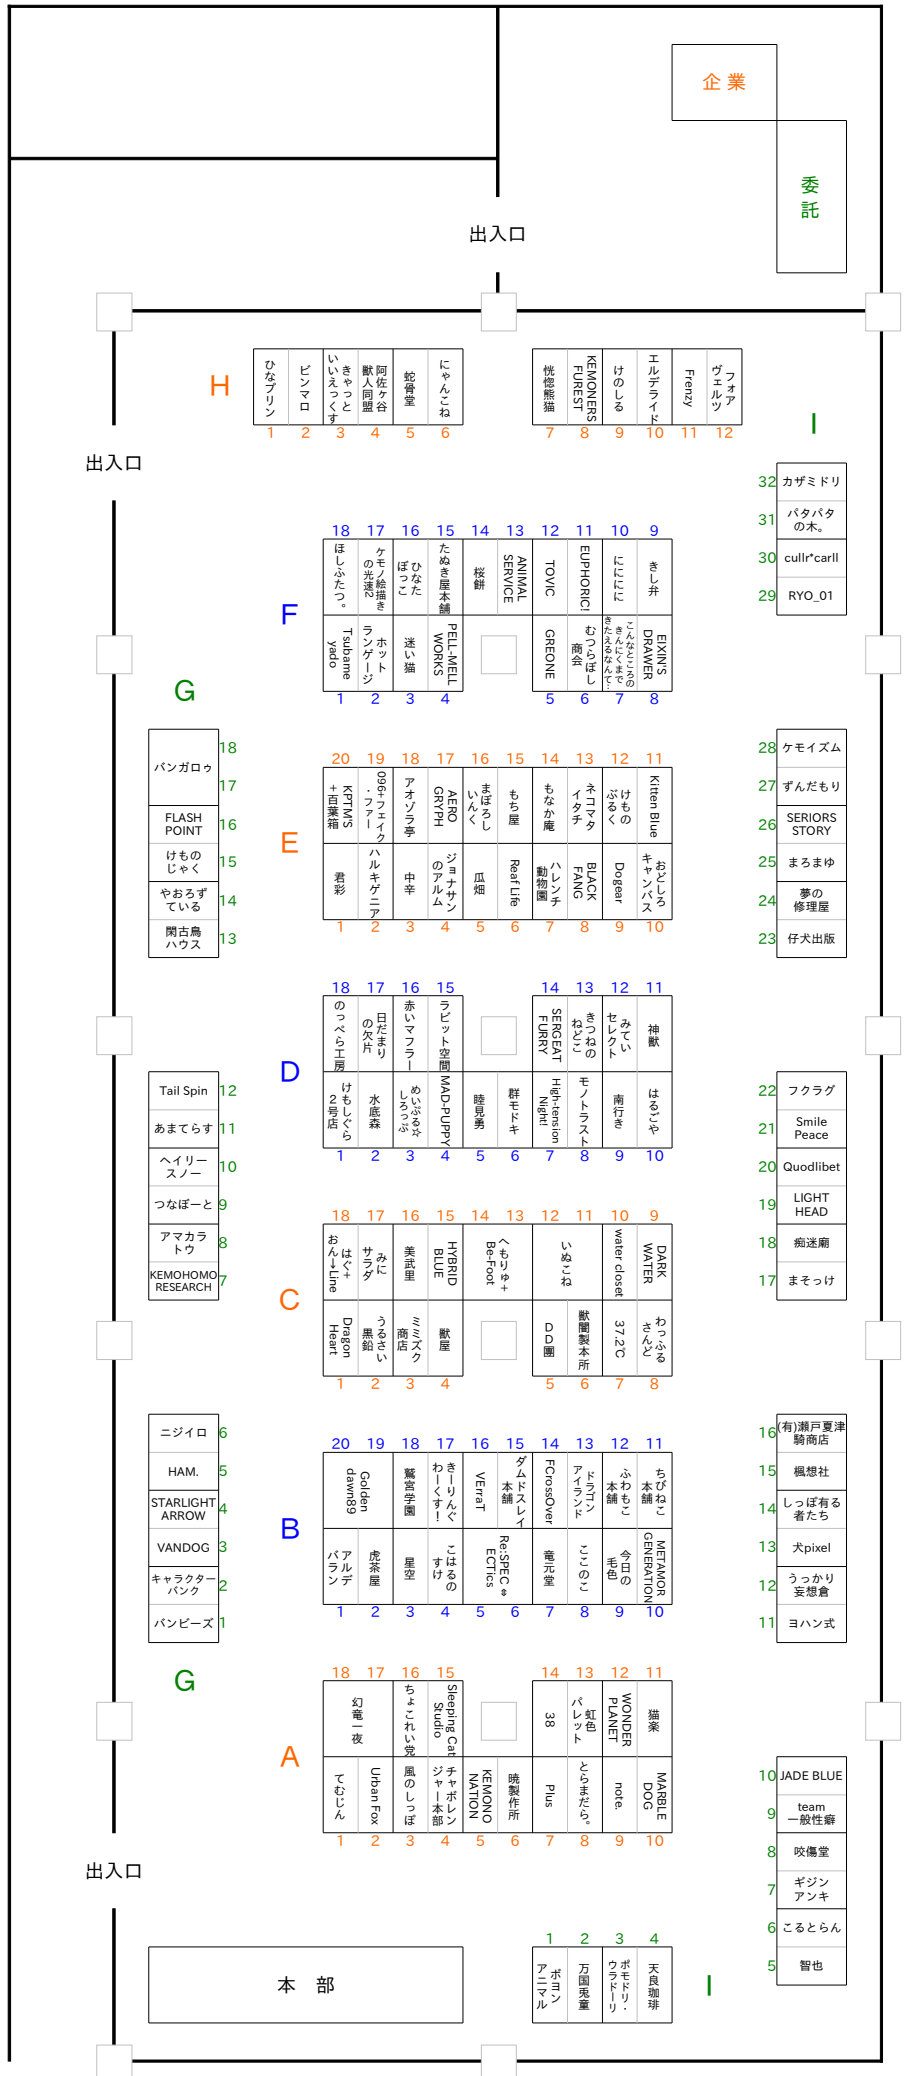 企業
委託
出入口
H
ひなプリン
ピンマロ
きゃっと
いいえっくす
阿佐ヶ谷
獣人同盟
蛇骨堂
にゃんこね
1 2 3 4 5 6
恍惚熊猫
KEMONERS
FUREST
けのしる
エルデライド
Frenzy
フォア
ヴェルツ
7 8 9 10 11 12
I
出入口
32 カザミドリ
31 パタパタ
の木。
30 cullr*carll
29 RYO_01
F
18 17 16 15 14 13 12 11 10 9
ほしふたつ。
ケモノ絵描き
の光速2
ひなた
ぼっこ
たぬき屋本舗
桜餅
ANIMAL
SERVICE
TOVIC
EUPHORIC!
にににに
きし弁
Tsubame
yado
ホット
ランゲージ
迷い猫
PELL-MELL
WORKS
GREONE
むつらぼし
商会
こんなところの
きんにくまで
きたえるなんて…
EIXIN'S
DRAWER
1 2 3 4 5 6 7 8
G
バンガロゥ
18
17
FLASH
POINT
16
けもの
じゃく
15
やおろず
ている
14
閑古鳥
ハウス
13
28 ケモイズム
27 ずんだもり
26 SERIORS
STORY
25 まろまゆ
24 夢の
修理屋
23 仔犬出版
E
20 19 18 17 16 15 14 13 12 11
KPTM'S
+百葉箱
096+フェイク
・ファー
アオゾラ亭
AERO
GRYPH
まぼろし
いんく
もち屋
もなか庵
ネコマタ
イタチ
けもの
ぷるく
Kitten Blue
君彩
ハルキゲニア
中辛
ジョナサン
のアルム
瓜畑
Reaf Life
ハレンチ
動物園
BLACK
FANG
Dogear
おどしろ
キャンバス
1 2 3 4 5 6 7 8 9 10
D
18 17 16 15 14 13 12 11
のっぺら工房
日だまり
の欠片
赤いマフラー
ラビット空間
SERGEAT
FURRY
きつねの
ねどこ
みてい
セレクト
神獣
けもしぐら
2号店
水底森
めいぷる☆
しろっぷ
MAD-PUPPY
睦見勇
群モドキ
High-tension
Night!
モノトラスト
南行き
はるこや
1 2 3 4 5 6 7 8 9 10
Tail Spin 12
あまてらす 11
ヘイリー
スノー
10
つなぽーと 9
アマカラ
トウ
8
KEMOHOMO
RESEARCH
7
22 フクラグ
21 Smile
Peace
20 Quodlibet
19 LIGHT
HEAD
18 痴迷廟
17 まそっけ
C
18 17 16 15 14 13 12 11 10 9
はぐ+
おん→Line
みに
サラダ
美武里
HYBRID
BLUE
へもりゅ+
Be-Foot
いぬこね
water closet
DARK
WATER
Dragon
Heart
うるさい
黒鉛
ミミズク
商店
獣屋
DD團
獣闇製本所
37.2℃
わっふる
さんど
1 2 3 4 5 6 7 8
ニジイロ 6
HAM. 5
STARLIGHT
ARROW
4
VANDOG 3
キャラクター
バンク
2
バンビーズ 1
G
16 (有)瀬戸夏津
騎商店
15 楓想社
14 しっぽ有る
者たち
13 犬pixel
12 うっかり
妄想倉
11 ヨハン式
B
20 19 18 17 16 15 14 13 12 11
Golden
dawn89
鷲宮学園
きーりんぐ
わーくす!
VErraT
ダムドスレイ
本舗
FCrossOver
ドラゴン
アイランド
ふわもこ
本舗
ちびねこ
本舗
アルデ
バラン
虎茶屋
星空
こはるの
すけ
Re:SPEC⇔
ECTics
竜元堂
ここのこ
今日の
毛色
METAMOR
GENERATION
1 2 3 4 5 6 7 8 9 10
A
18 17 16 15 14 13 12 11
幻竜一夜
ちょこれい党
Sleeping Cat
Studio
38
虹色
パレット
WONDER
PLANET
猫楽
てむじん
Urban Fox
風のしっぽ
チャボレン
ジャー本部
KEMONO
NATION
暁製作所
Plus
とらまだら。
note.
MARBLE
DOG
1 2 3 4 5 6 7 8 9 10
10 JADE BLUE
9 team
一般性癖
8 咬傷堂
7 ギジン
アンキ
6 こるとらん
5 智也
出入口
本 部
1 2 3 4
ポヨン
アニマル
万国兎童
ポモドリ・
ウラドーリ
天良珈琲
I